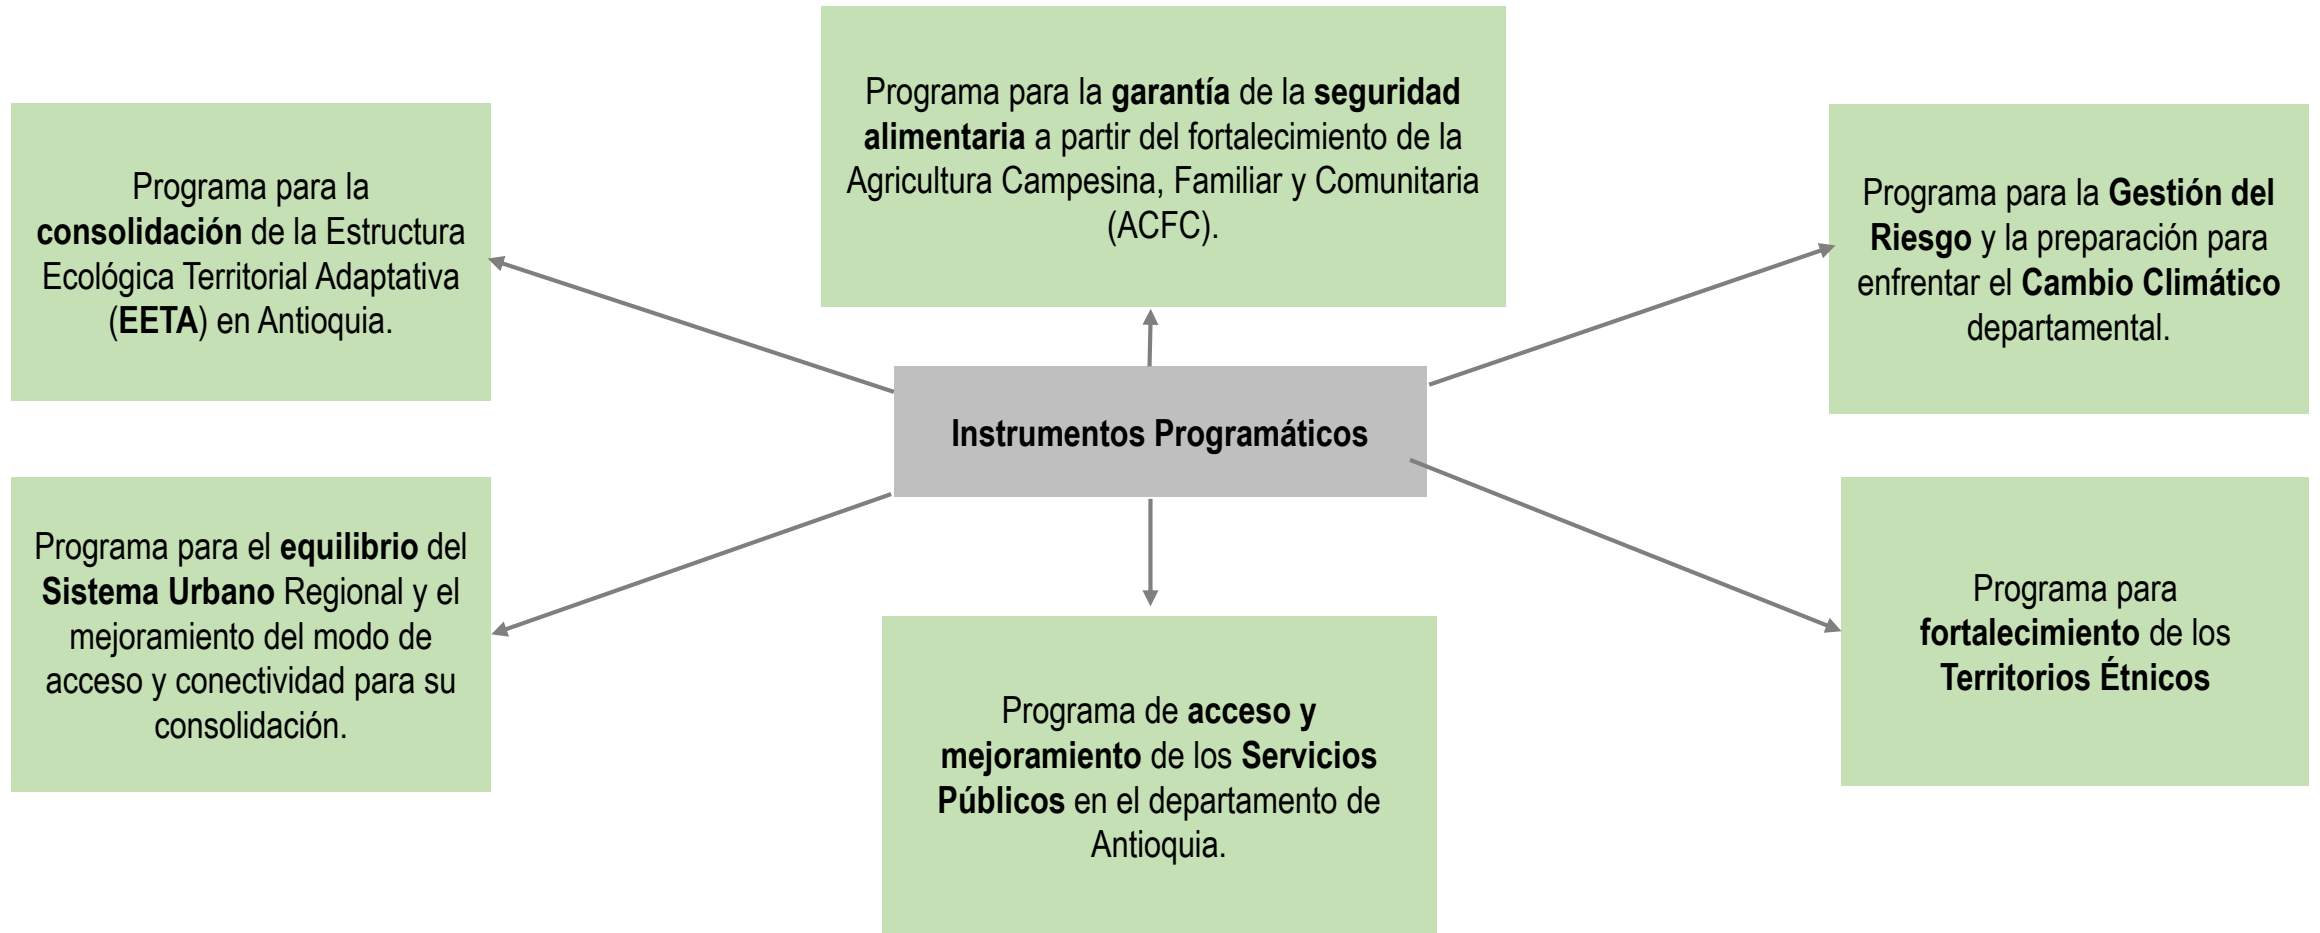 Programa para la garantía de la seguridad
alimentaria a partir del fortalecimiento de la
Agricultura Campesina, Familiar y Comunitaria
(ACFC).
Programa para la
consolidación de la Estructura
Ecológica Territorial Adaptativa
(EETA) en Antioquia.
Programa para la Gestión del
Riesgo y la preparación para
enfrentar el Cambio Climático
departamental.
Instrumentos Programáticos
Programa para el equilibrio del
Sistema Urbano Regional y el
mejoramiento del modo de
acceso y conectividad para su
consolidación.
Programa de acceso y
mejoramiento de los Servicios
Públicos en el departamento de
Antioquia.
Programa para
fortalecimiento de los
Territorios Étnicos